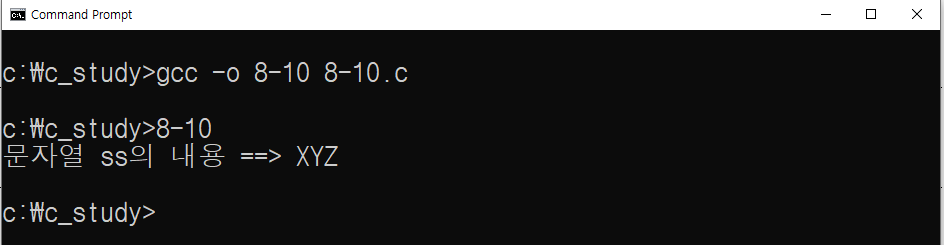 Command Prompt
c:₩c_study>gcc -o 8-10 8-10.c
c:₩c_study>8-10
문자열 ss의 내용 ==> XYZ
c:₩c_study>